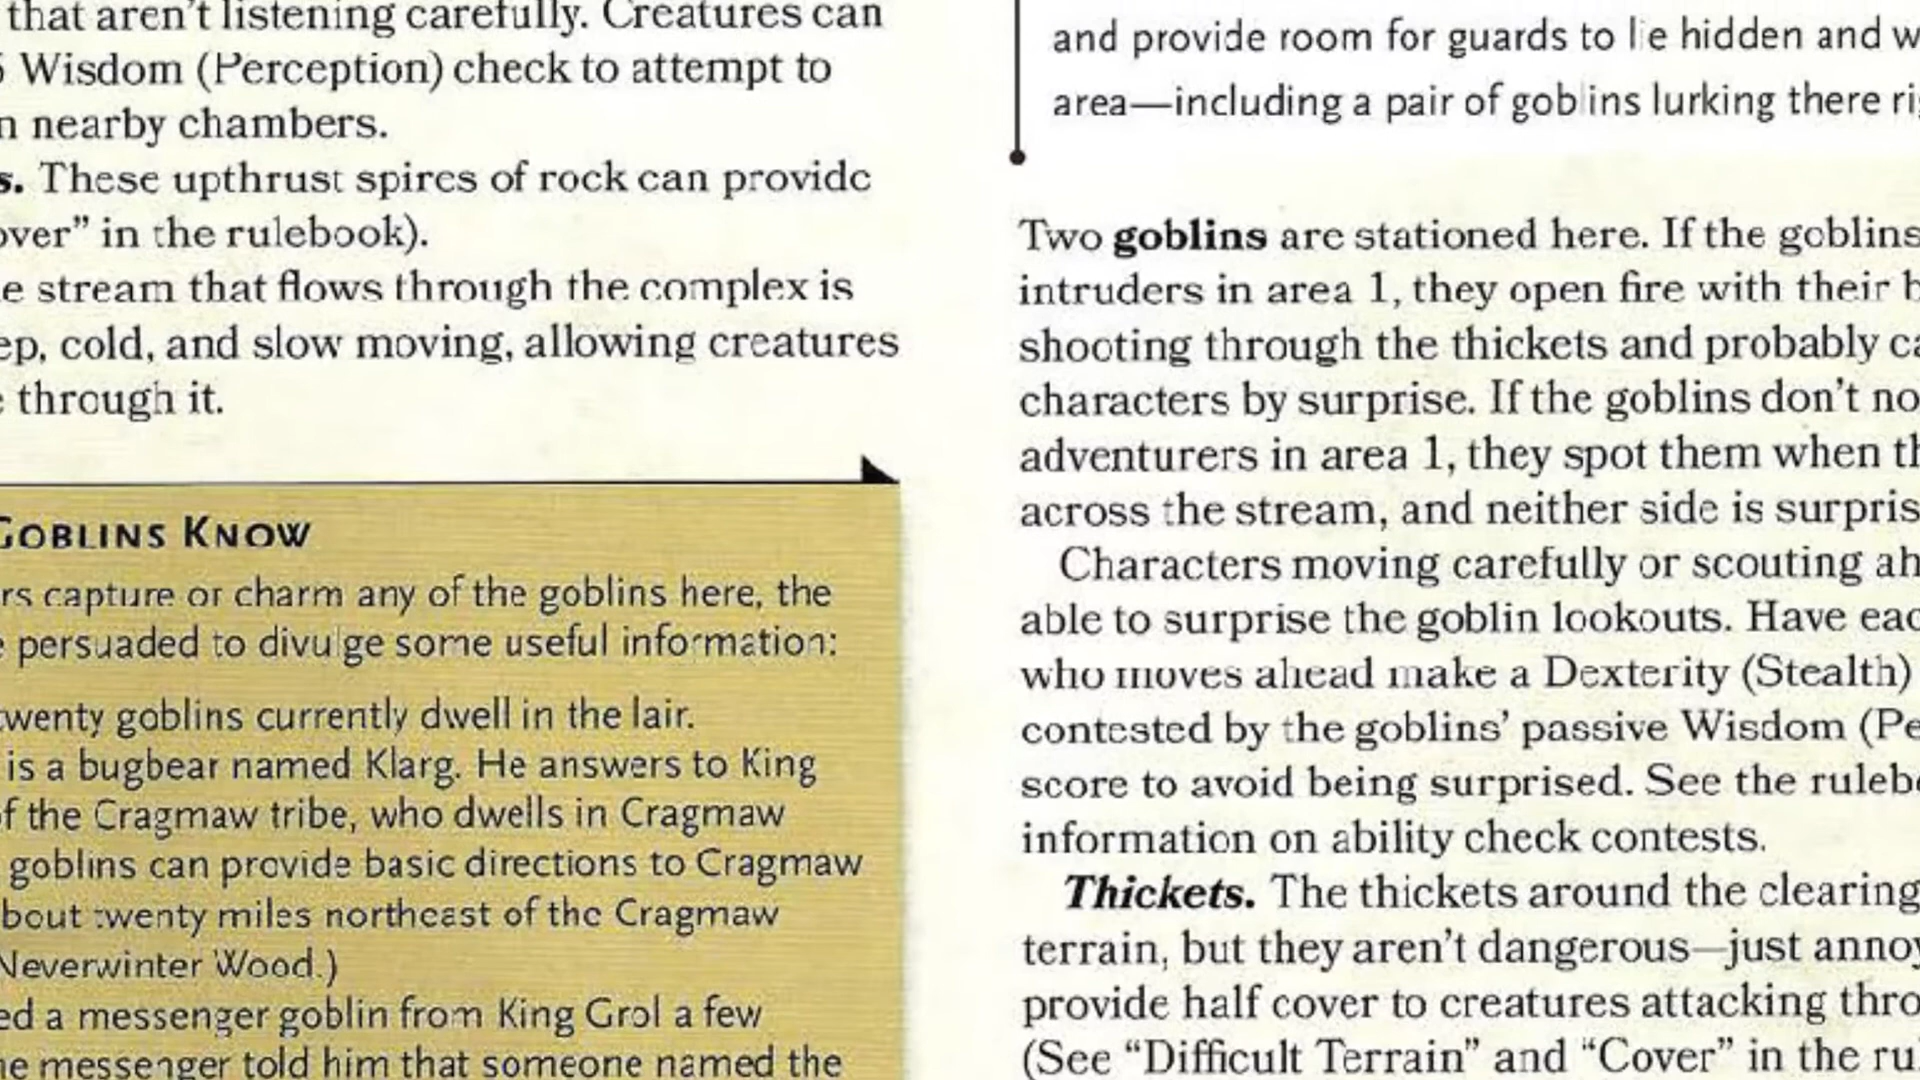 that aren't listening carefully. Creatures can
Wisdom (Perception) check to attempt to
nearby chambers.
s. These upthrust spires of rock can provide
over" in the rulebook).
e stream that flows through the complex is
ep, cold, and slow moving, allowing creatures
through it.
GOBLINS KNOW
rs capture or charm any of the goblins here, the
persuaded to divulge some useful information:
twenty goblins currently dwell in the lair.
is a bugbear named Klarg. He answers to King
of the Cragmaw tribe, who dwells in Cragmaw
goblins can provide basic directions to Cragmaw
bout twenty miles northeast of the Cragmaw
Neverwinter Wood.)
ed a messenger goblin from King Grol a few
he messenger told him that someone named the
and provide room for guards to lie hidden and w
area—including a pair of goblins lurking there ri
Two goblins are stationed here. If the goblins
intruders in area 1, they open fire with their b
shooting through the thickets and probably ca
characters by surprise. If the goblins don't no
adventurers in area 1, they spot them when th
across the stream, and neither side is surpris
Characters moving carefully or scouting ah
able to surprise the goblin lookouts. Have eac
who moves ahead make a Dexterity (Stealth)
contested by the goblins' passive Wisdom (Pe
score to avoid being surprised. See the ruleb
information on ability check contests.
Thickets. The thickets around the clearing
terrain, but they aren't dangerous—just annoy
provide half cover to creatures attacking thro
(See "Difficult Terrain" and "Cover" in the ru